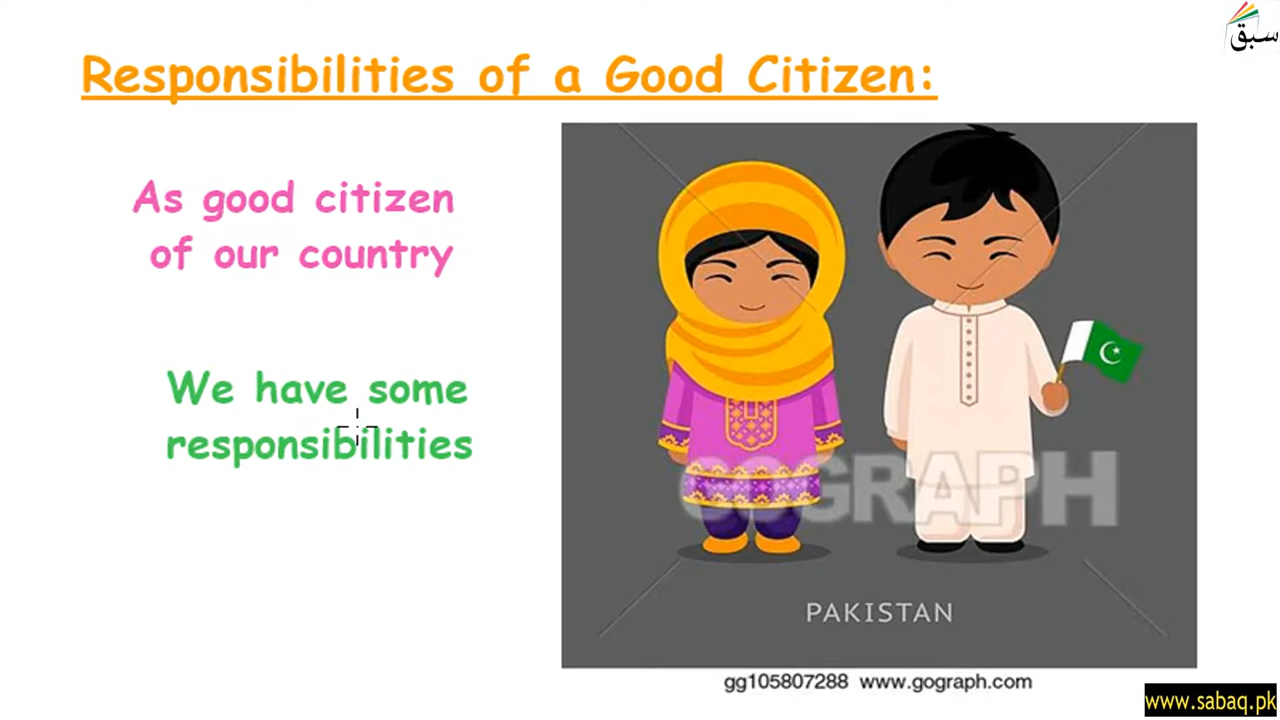 سبق
Responsibilities of a Good Citizen:
As good citizen
of our country
We have some
responsibilities
GOGRAPH
PAKISTAN
gg105807288 www.gograph.com
www.sabaq.pk